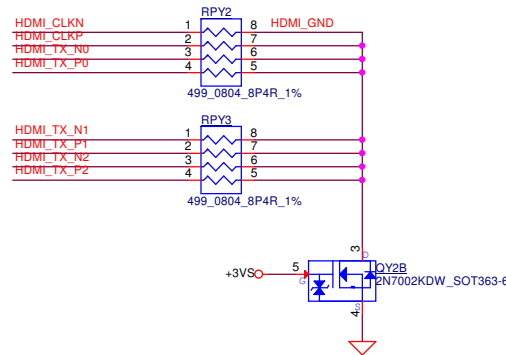 RPY2
HDMI_CLKN 1 8 HDMI_GND
HDMI_CLKP 2 7
HDMI_TX_N0 3 6
HDMI_TX_P0 4 5
499_0804_8P4R_1%
RPY3
HDMI_TX_N1 1 8
HDMI_TX_P1 2 7
HDMI_TX_N2 3 6
HDMI_TX_P2 4 5
499_0804_8P4R_1%
3
D
+3VS 5
G
QY2B
2N7002KDW_SOT363-6
S
4